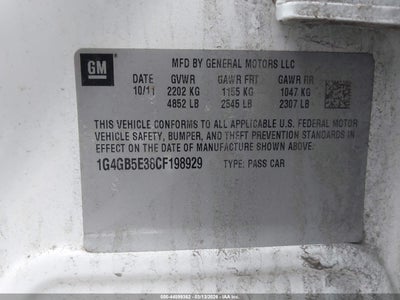 GM
MFD BY GENERAL MOTORS LLC
DATE GVWR GAWR FRT GAWR RR
10/11 2202 KG 1155 KG 1047 KG
4852 LB 2545 LB 2307 LB
THIS VEHICLE CONFORMS TO ALL APPLICABLE U.S. FEDERAL MOTOR
VEHICLE SAFETY, BUMPER, AND THEFT PREVENTION STANDARDS IN
EFFECT ON THE DATE OF MANUFACTURE SHOWN ABOVE.
1G4GB5E36CF198929 TYPE: PASS CAR